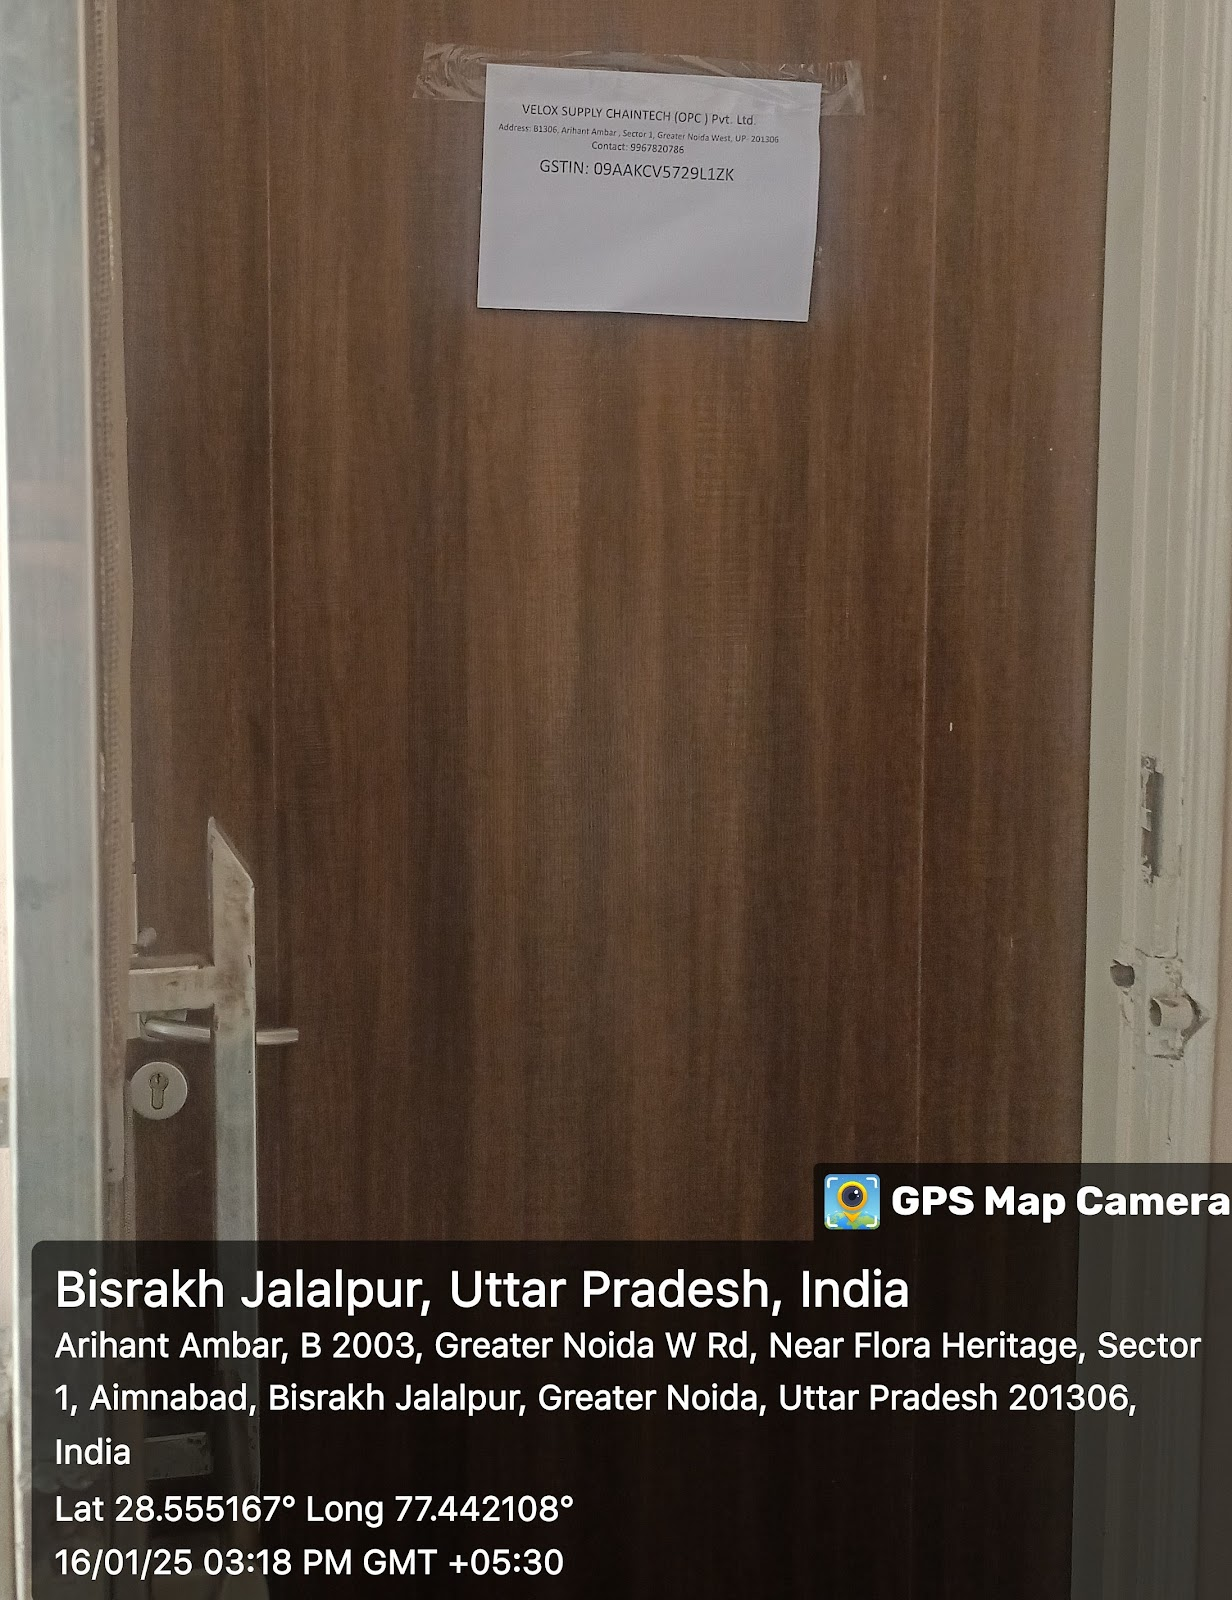 VELOX SUPPLY CHAINTECH (OPC ) Pvt. Ltd.
Address: B1306, Arihant Ambar , Sector 1, Greater Noida West, UP- 201306
Contact: 9967820786
GSTIN: 09AAKCV5729L1ZK
GPS Map Camera
Bisrakh Jalalpur, Uttar Pradesh, India
Arihant Ambar, B 2003, Greater Noida W Rd, Near Flora Heritage, Sector
1, Aimnabad, Bisrakh Jalalpur, Greater Noida, Uttar Pradesh 201306,
India
Lat 28.555167° Long 77.442108°
16/01/25 03:18 PM GMT +05:30